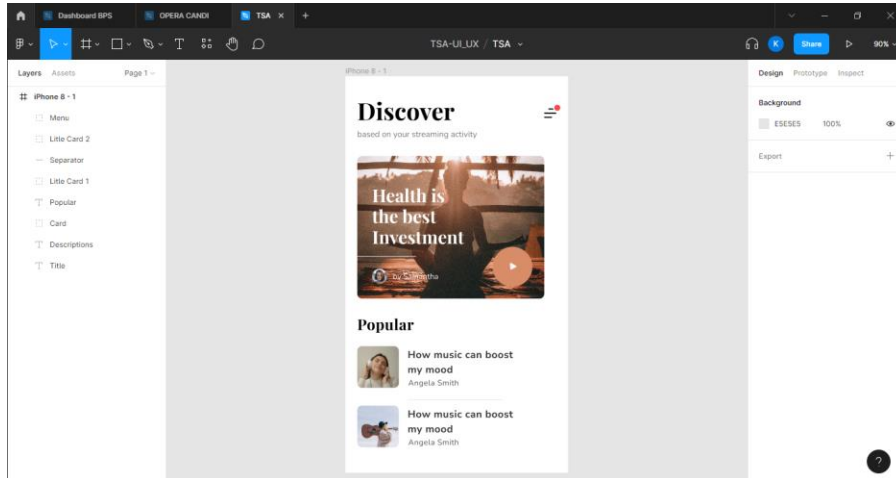 Dashboard BPS
OPERA CANDI
TSA
TSA-UI_UX / TSA
K
Share
90%
Layers
Assets
Page 1
Design
Prototype
Inspect
iPhone 8 - 1
Menu
Litle Card 2
Separator
Litle Card 1
Popular
Card
Descriptions
Title
iPhone 8 - 1
Discover
based on your streaming activity
Health is
the best
Investment
by Samantha
Popular
How music can boost
my mood
Angela Smith
How music can boost
my mood
Angela Smith
Background
E5E5E5 100%
Export
?